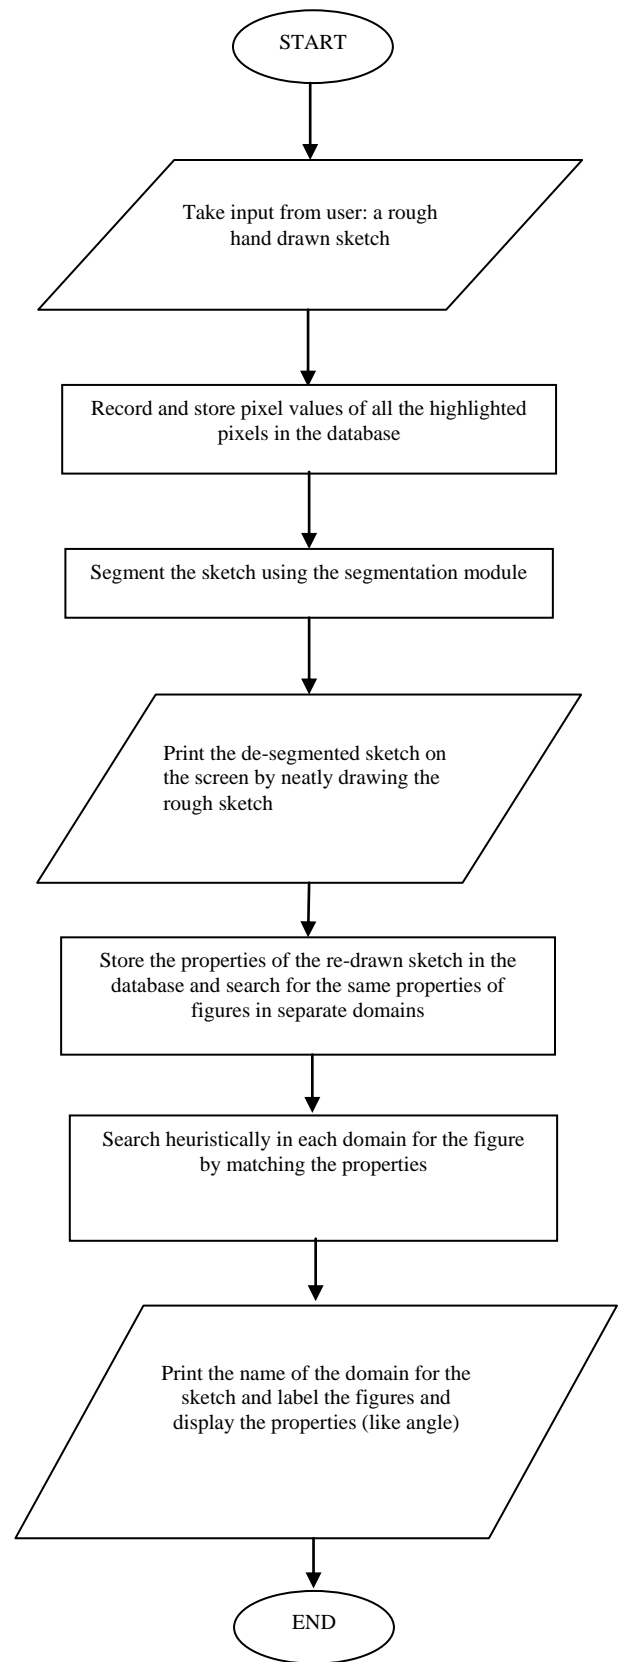 START
Take input from user: a rough
hand drawn sketch
Record and store pixel values of all the highlighted
pixels in the database
Segment the sketch using the segmentation module
Print the de-segmented sketch on
the screen by neatly drawing the
rough sketch
Store the properties of the re-drawn sketch in the
database and search for the same properties of
figures in separate domains
Search heuristically in each domain for the figure
by matching the properties
Print the name of the domain for the
sketch and label the figures and
display the properties (like angle)
END